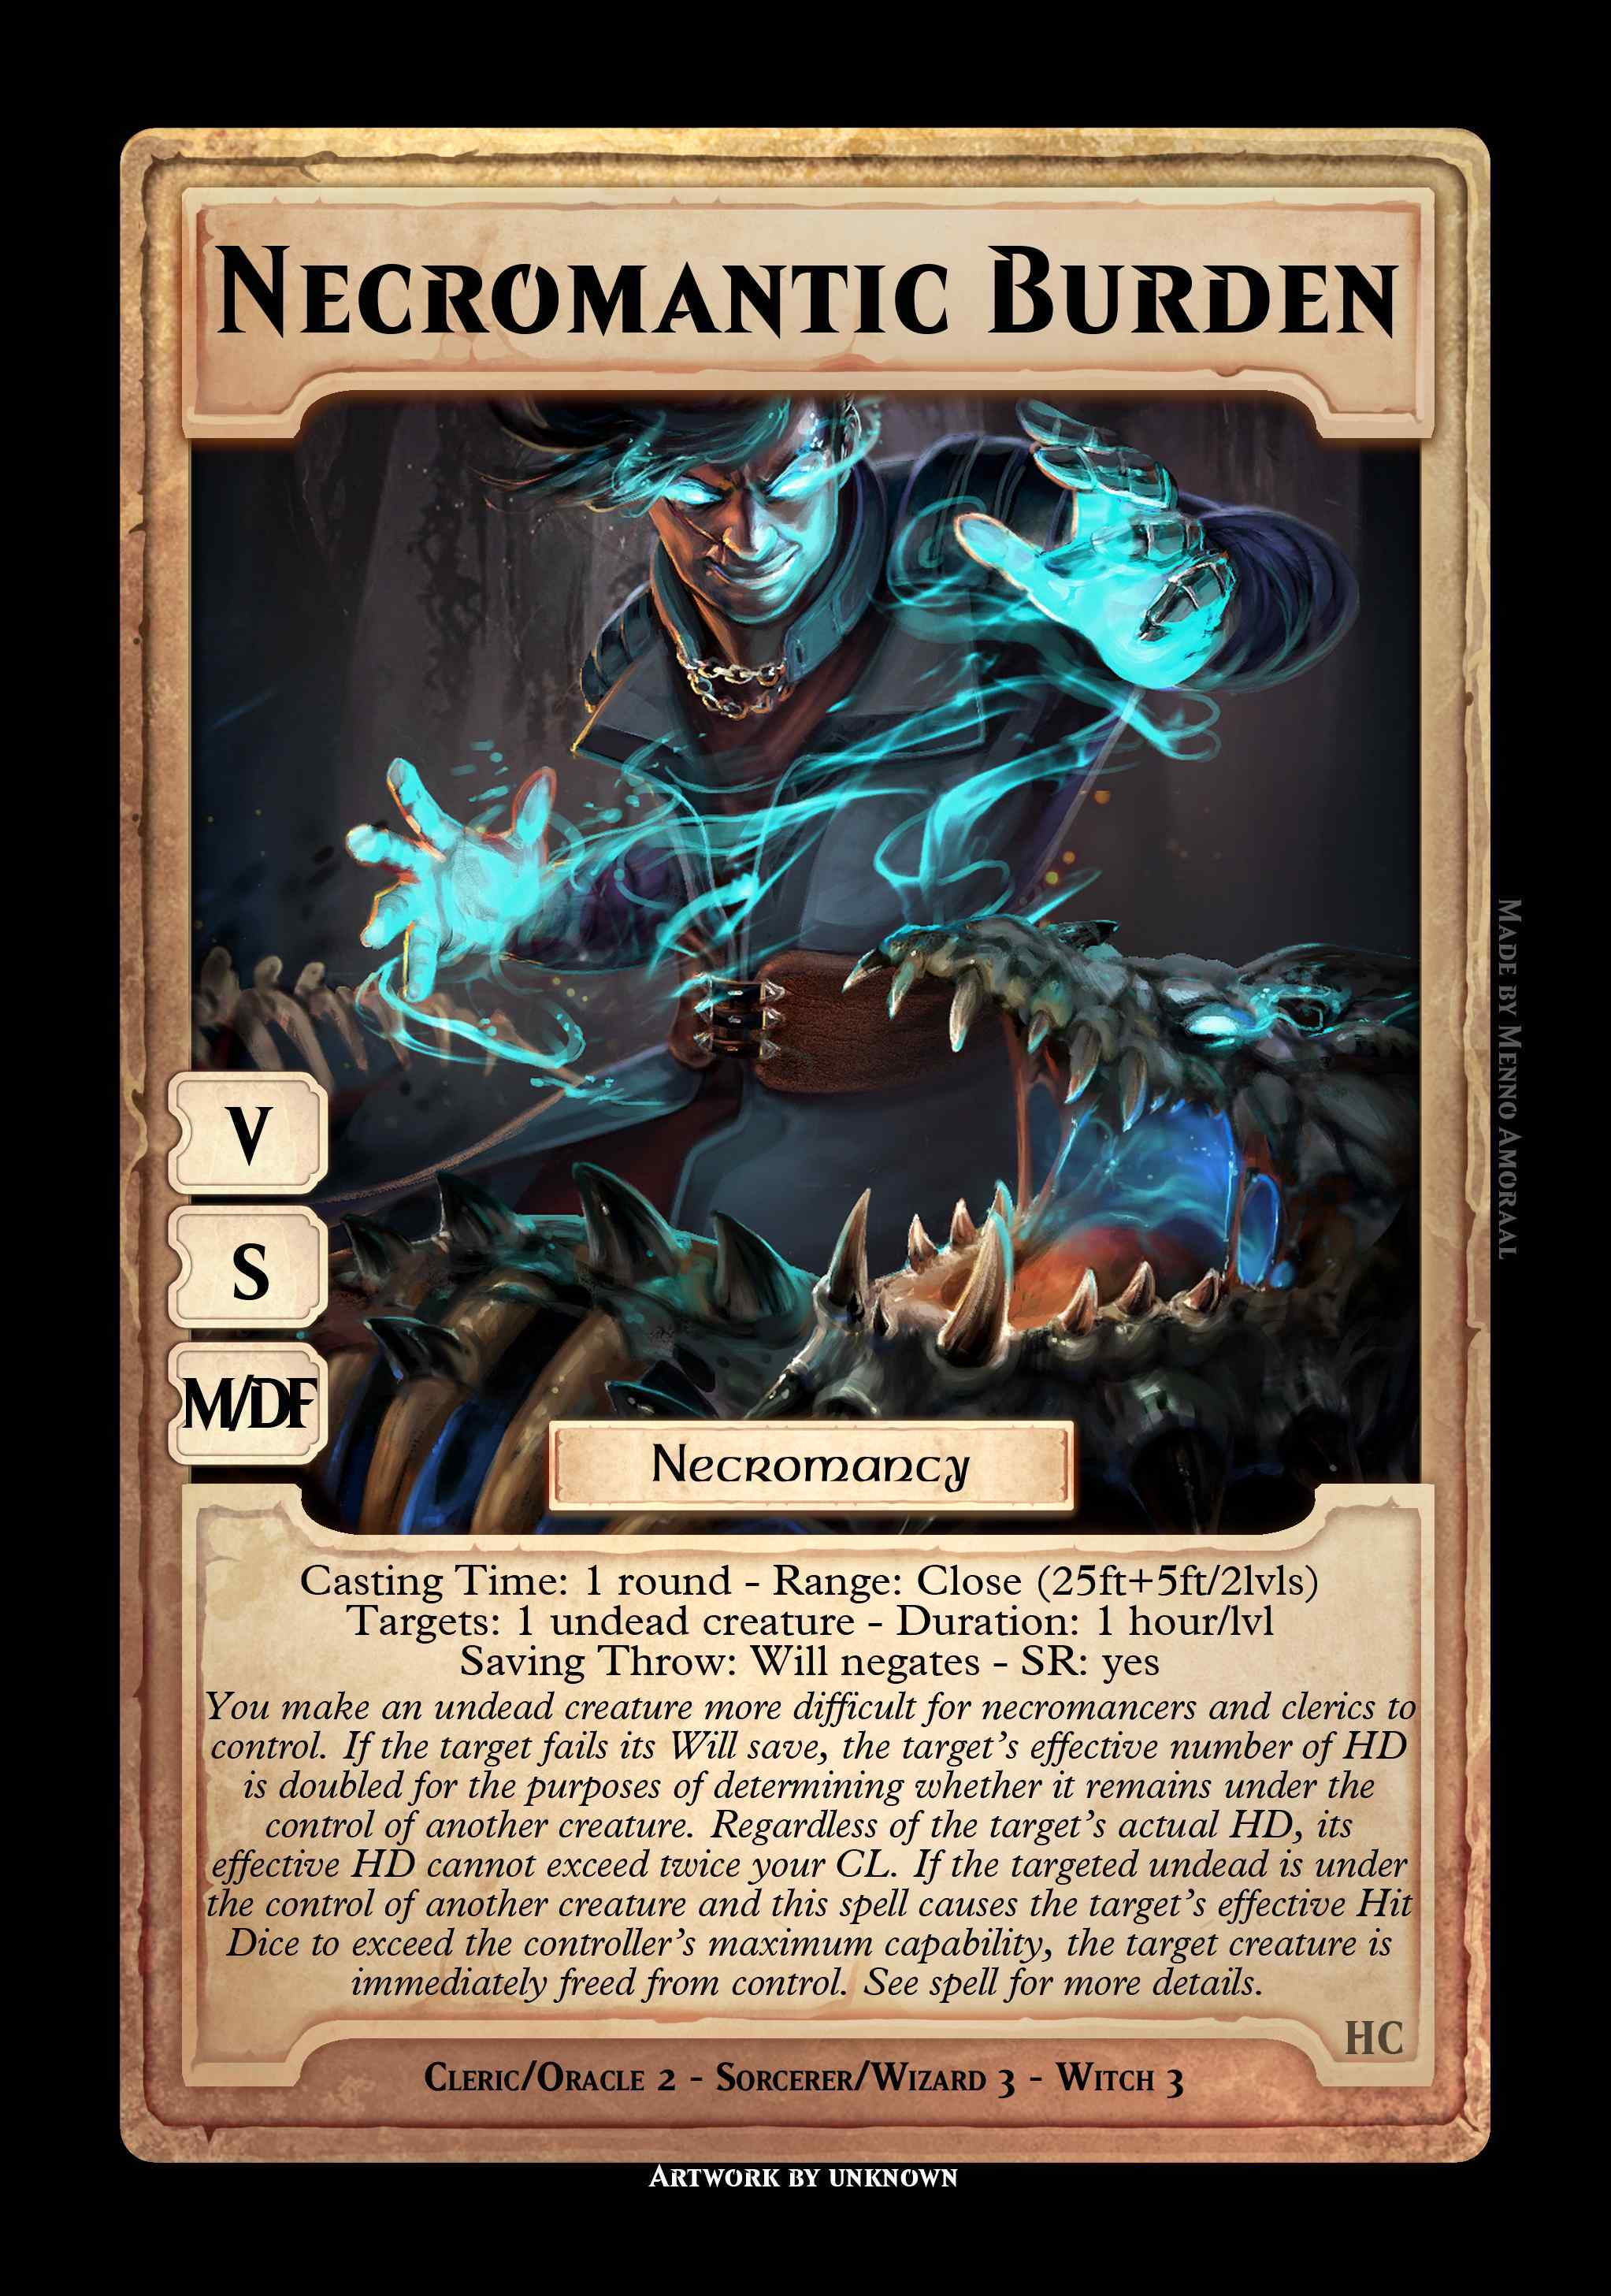 Necromantic Burden
Made by Menno Amoraal
V
S
M/DF
Necromancy
Casting Time: 1 round - Range: Close (25ft+5ft/2lvls)
Targets: 1 undead creature - Duration: 1 hour/lvl
Saving Throw: Will negates - SR: yes
You make an undead creature more difficult for necromancers and clerics to
control. If the target fails its Will save, the target's effective number of HD
is doubled for the purposes of determining whether it remains under the
control of another creature. Regardless of the target's actual HD, its
effective HD cannot exceed twice your CL. If the targeted undead is under
the control of another creature and this spell causes the target's effective Hit
Dice to exceed the controller's maximum capability, the target creature is
immediately freed from control. See spell for more details.
HC
Cleric/Oracle 2 - Sorcerer/Wizard 3 - Witch 3
Artwork by unknown